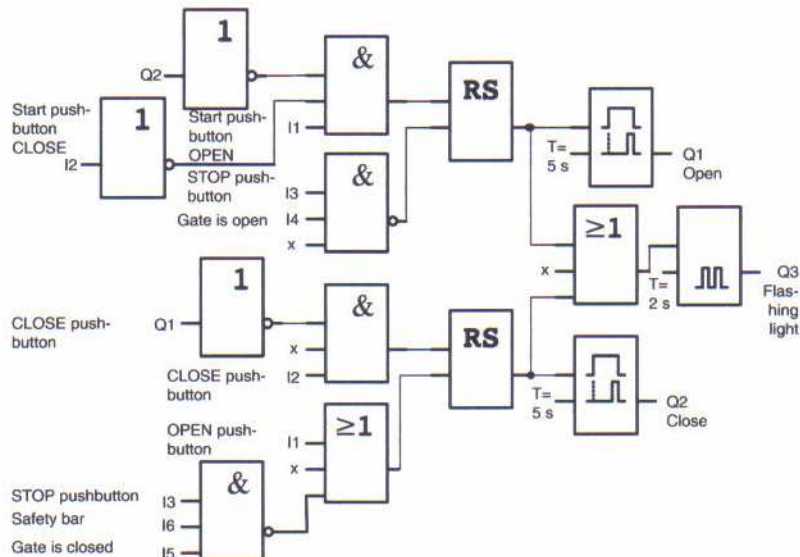 1
Q2
&
RS
Start push-
button
CLOSE
1
Start push-
button
OPEN
I1
I2
STOP push-
button
&
I3
Gate is open
I4
x
T=
5 s
Q1
Open
≥1
x
T=
2 s
Q3
Flas-
hing
light
1
CLOSE push-
button
Q1
&
x
CLOSE push-
button
I2
RS
T=
5 s
Q2
Close
OPEN push-
button
≥1
I1
x
&
STOP pushbutton
I3
Safety bar
I6
Gate is closed
I5